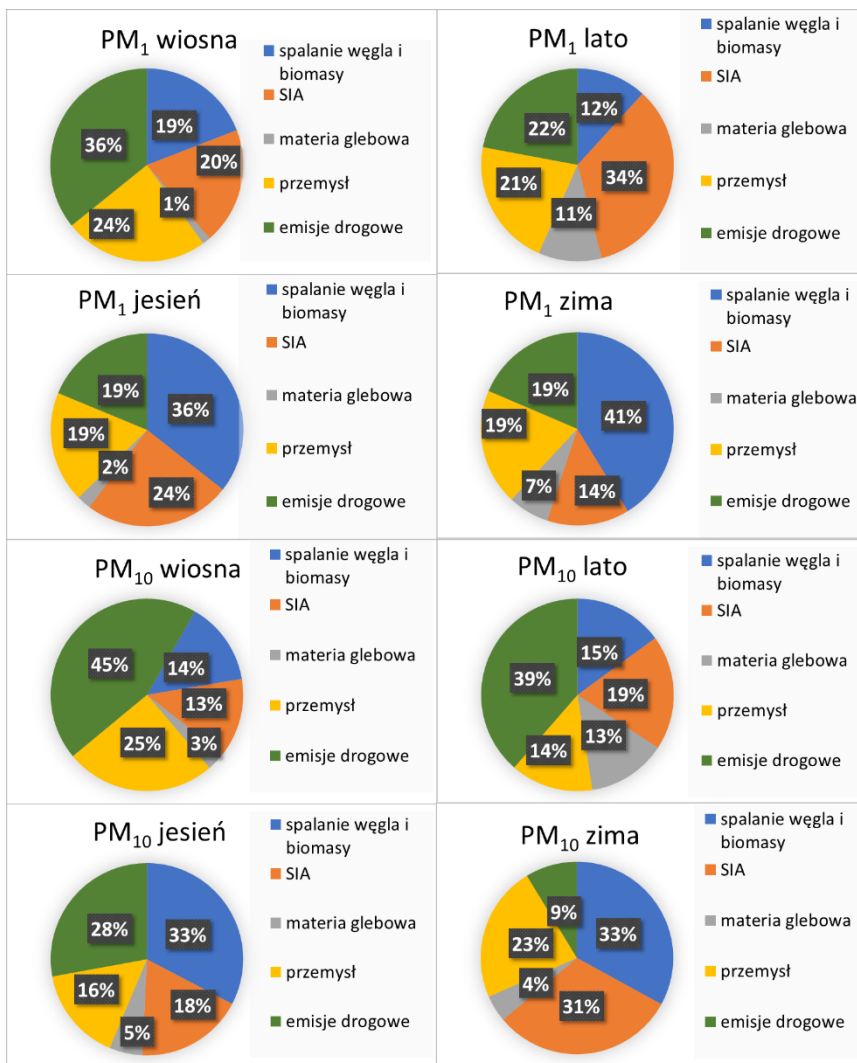 PM₁ wiosna
spalanie węgla i
biomasy
SIA
materia glebowa
przemysł
emisje drogowe
19%
20%
1%
24%
36%
PM₁ lato
spalanie węgla i
biomasy
SIA
materia glebowa
przemysł
emisje drogowe
12%
34%
11%
21%
22%
PM₁ jesień
spalanie węgla i
biomasy
SIA
materia glebowa
przemysł
emisje drogowe
36%
24%
2%
19%
19%
PM₁ zima
spalanie węgla i
biomasy
SIA
materia glebowa
przemysł
emisje drogowe
41%
14%
7%
19%
19%
PM₁₀ wiosna
spalanie węgla i
biomasy
SIA
materia glebowa
przemysł
emisje drogowe
14%
13%
3%
25%
45%
PM₁₀ lato
spalanie węgla i
biomasy
SIA
materia glebowa
przemysł
emisje drogowe
15%
19%
13%
14%
39%
PM₁₀ jesień
spalanie węgla i
biomasy
SIA
materia glebowa
przemysł
emisje drogowe
33%
18%
5%
16%
28%
PM₁₀ zima
spalanie węgla i
biomasy
SIA
materia glebowa
przemysł
emisje drogowe
33%
31%
4%
23%
9%